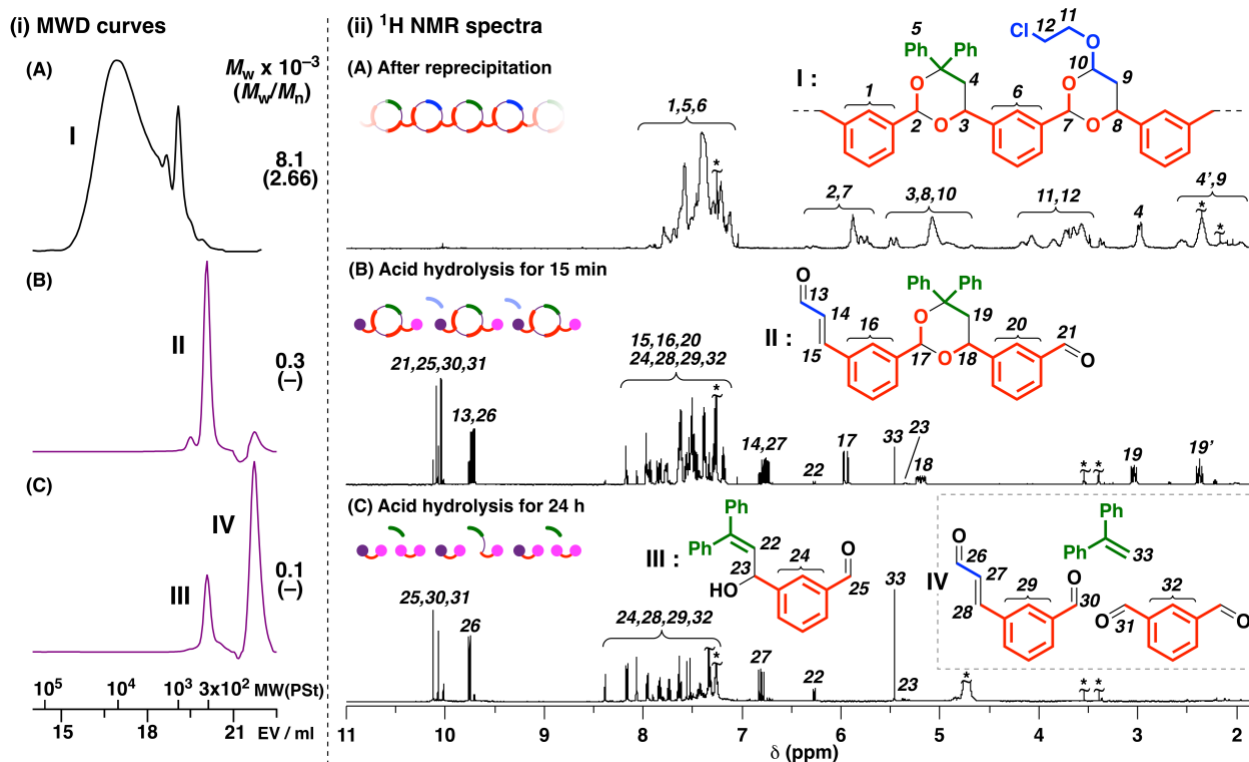 (i) MWD curves
(A)
I
Mw x 10⁻³
(Mw/Mn)
8.1
(2.66)
(B)
II
0.3
(–)
(C)
III
IV
0.1
(–)
10⁵ 10⁴ 10³ 3x10² MW(PSt)
15 17 19 21 EV / ml
(ii) ¹H NMR spectra
(A) After reprecipitation
I :
5
Ph Ph
4
O O
1
2
3
6
Cl
12
11
O
10
9
O O
7
8
1,5,6
*
2,7
3,8,10
11,12
4
4’,9
*
*
(B) Acid hydrolysis for 15 min
II :
O
13
14
15
16
Ph Ph
O O
19
17
18
20
21
O
21,25,30,31
13,26
15,16,20
24,28,29,32
*
14,27
22
17
33
23
18
* *
19
19’
(C) Acid hydrolysis for 24 h
III :
Ph
Ph
22
23
HO
24
O
25
IV
Ph
Ph
33
O
26
27
28
29
O
30
O
31
32
O
25,30,31
26
24,28,29,32
*
27
22
33
23
*
* *
11 10 9 8 7 6 5 4 3 2
δ (ppm)